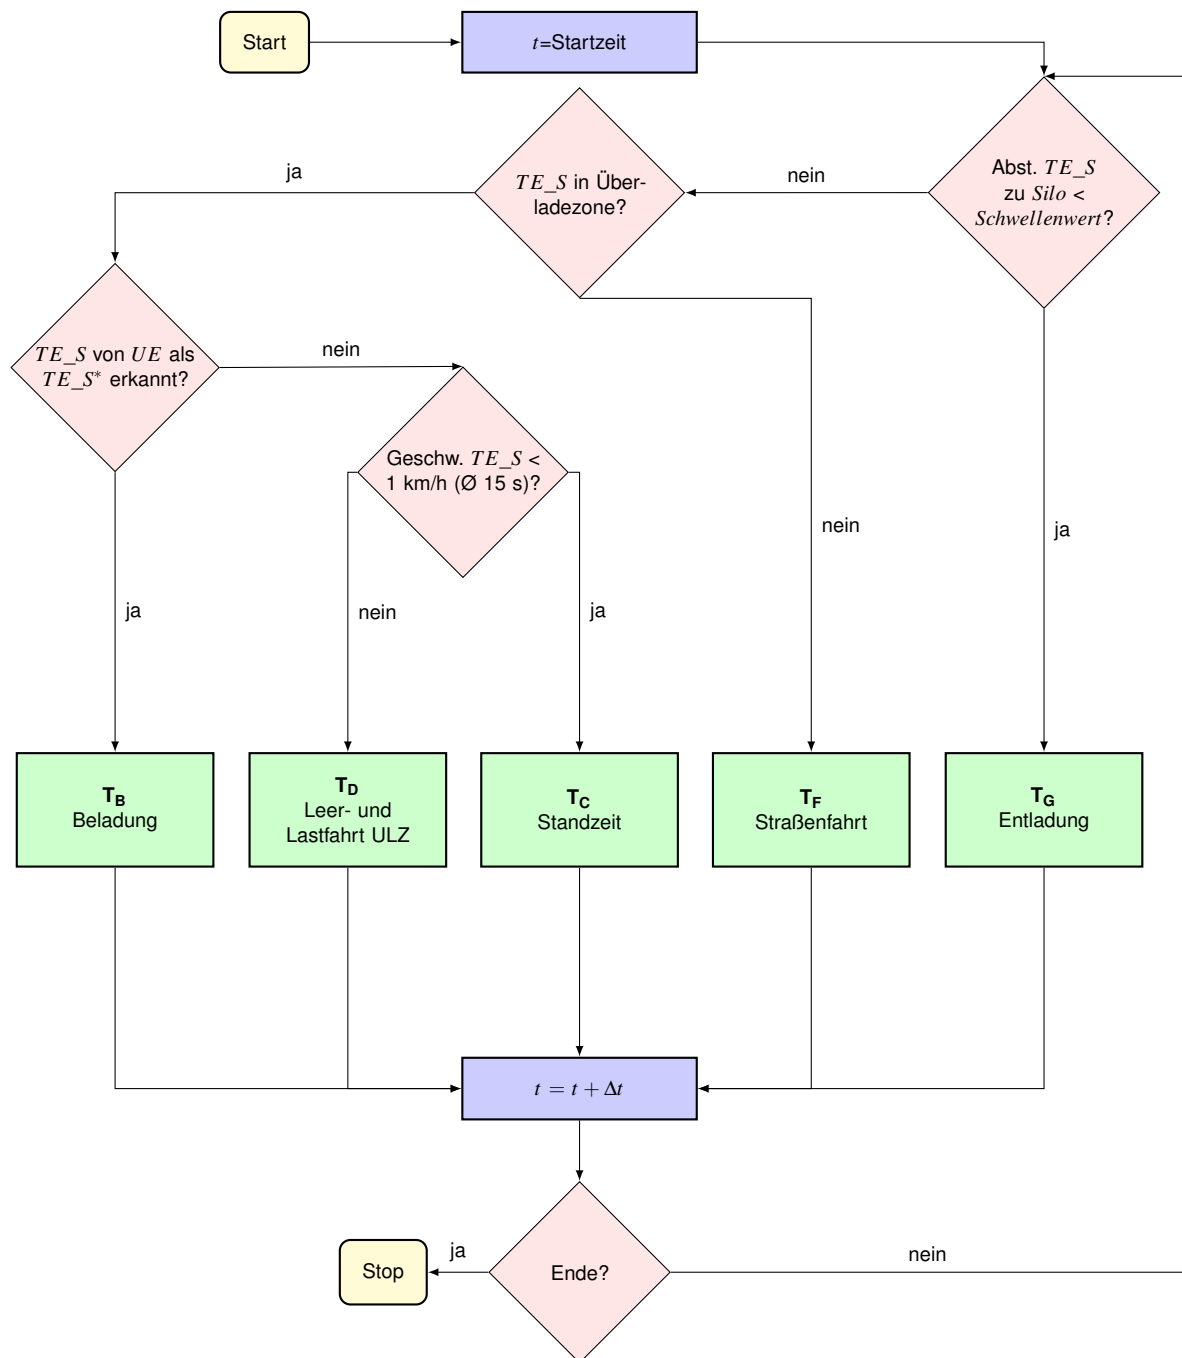 Start
t=Startzeit
Abst. TE_S
zu Silo <
Schwellenwert?
nein
TE_S in Über-
ladezone?
ja
TE_S von UE als
TE_S* erkannt?
nein
Geschw. TE_S <
1 km/h (Ø 15 s)?
ja
nein
ja
nein
ja
T_B
Beladung
T_D
Leer- und
Lastfahrt ULZ
T_C
Standzeit
T_F
Straßenfahrt
T_G
Entladung
t = t + Δt
Ende?
ja
Stop
nein